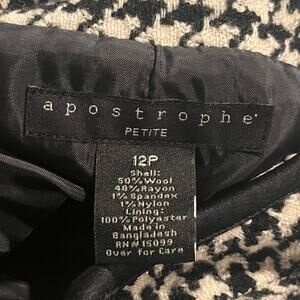 apostrophe
PETITE
12P
Shell:
50% Wool
48% Rayon
1% Spandex
1% Nylon
Lining:
100% Polyester
Made in
Bangladesh
RN# 15099
Over for Care